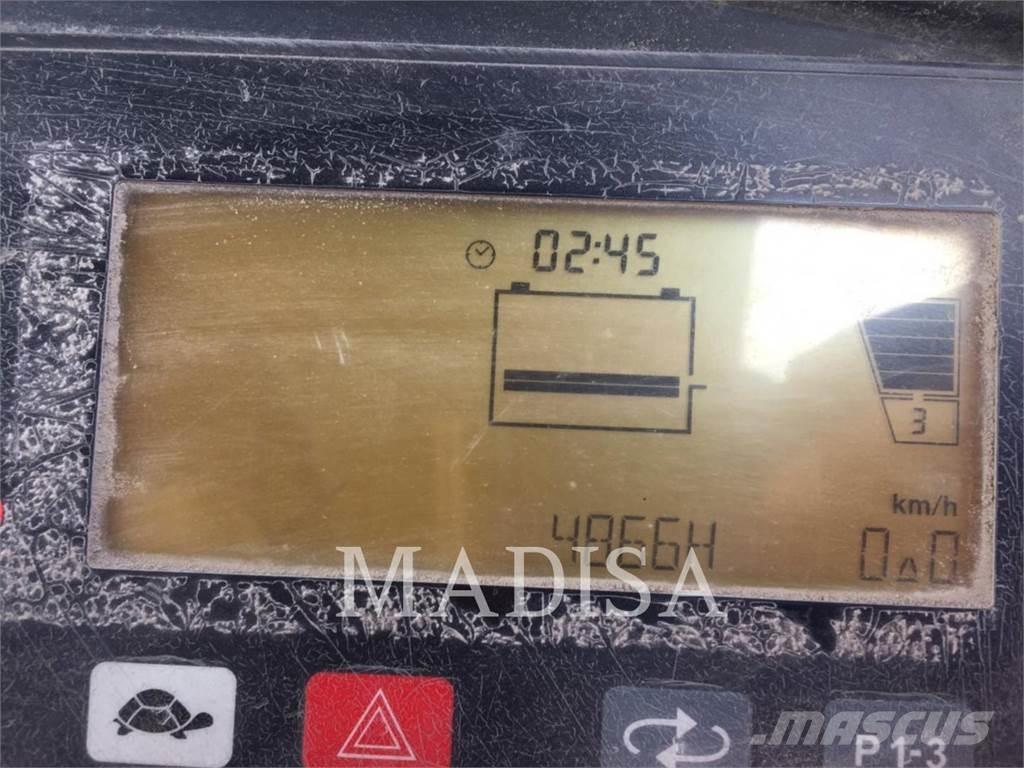 02:45
3
km/h
4866H
0.0
MADISA
MASCUS
P1-3